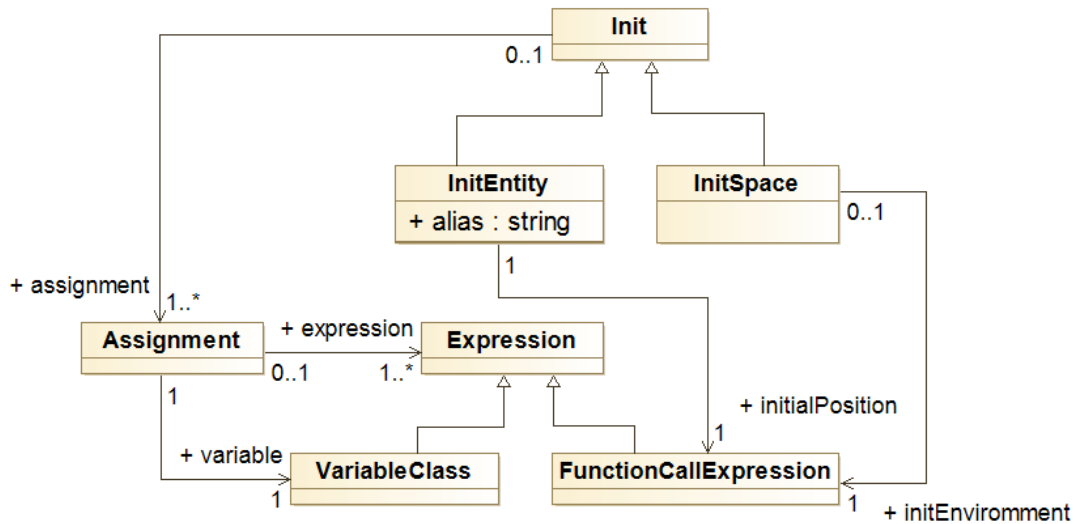 Init
0..1
InitEntity
+ alias : string
InitSpace
0..1
1
+ assignment
1..*
Assignment
+ expression
Expression
0..1
1..*
1
+ initialPosition
+ variable
1
VariableClass
1
FunctionCallExpression
1
+ initEnviromment